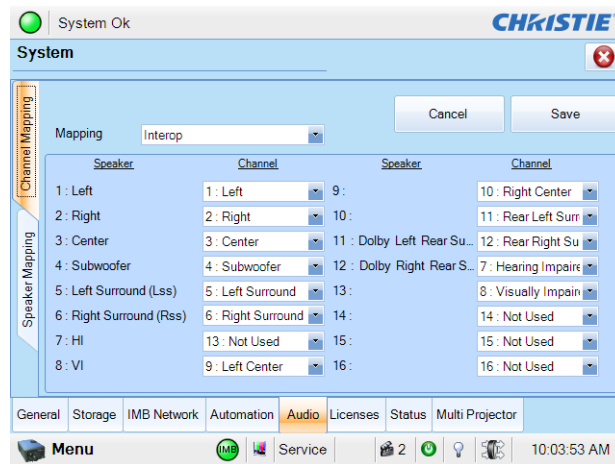 System Ok
CHRISTIE
System
Channel Mapping
Speaker Mapping
Cancel
Save
Mapping
Interop
Speaker Channel Speaker Channel
1 : Left 1 : Left 9 : 10 : Right Center
2 : Right 2 : Right 10 : 11 : Rear Left Surr
3 : Center 3 : Center 11 : Dolby Left Rear Su... 12 : Rear Right Su
4 : Subwoofer 4 : Subwoofer 12 : Dolby Right Rear S... 7 : Hearing Impaire
5 : Left Surround (Lss) 5 : Left Surround 13 : 8 : Visually Impaire
6 : Right Surround (Rss) 6 : Right Surround 14 : 14 : Not Used
7 : HI 13 : Not Used 15 : 15 : Not Used
8 : VI 9 : Left Center 16 : 16 : Not Used
General Storage IMB Network Automation Audio Licenses Status Multi Projector
Menu IMB Service 2 10:03:53 AM